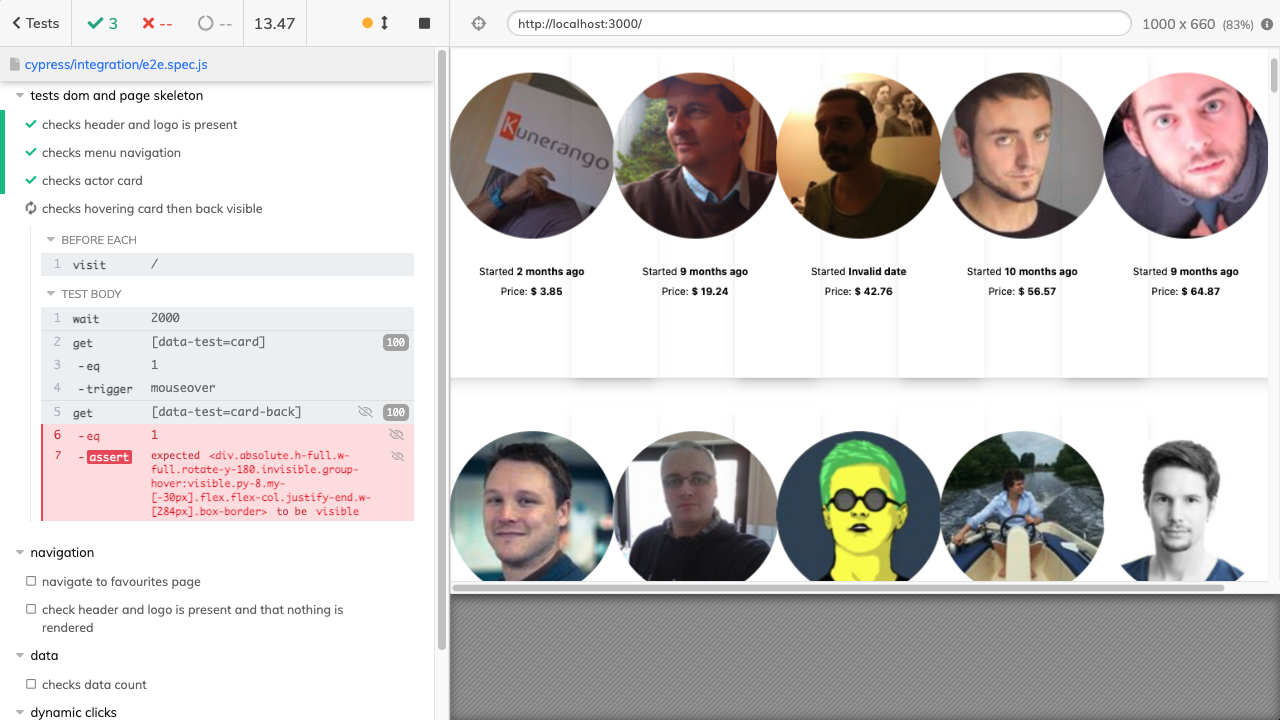 Tests
3
--
--
13.47
http://localhost:3000/
1000 x 660 (83%)
cypress/integration/e2e.spec.js
tests dom and page skeleton
checks header and logo is present
checks menu navigation
checks actor card
checks hovering card then back visible
BEFORE EACH
1 visit /
TEST BODY
1 wait 2000
2 get [data-test=card] 100
3 -eq 1
4 -trigger mouseover
5 get [data-test=card-back] 100
6 -eq 1
7 -assert expected <div.absolute.h-full.w-
full.rotate-y-180.invisible.group-
hover:visible.py-8.my-
[-30px].flex.flex-col.justify-end.w-
[284px].box-border> to be visible
navigation
navigate to favourites page
check header and logo is present and that nothing is
rendered
data
checks data count
dynamic clicks
Kunerango
Started 2 months ago
Price: $ 3.85
Started 9 months ago
Price: $ 19.24
Started Invalid date
Price: $ 42.76
Started 10 months ago
Price: $ 56.57
Started 9 months ago
Price: $ 64.87